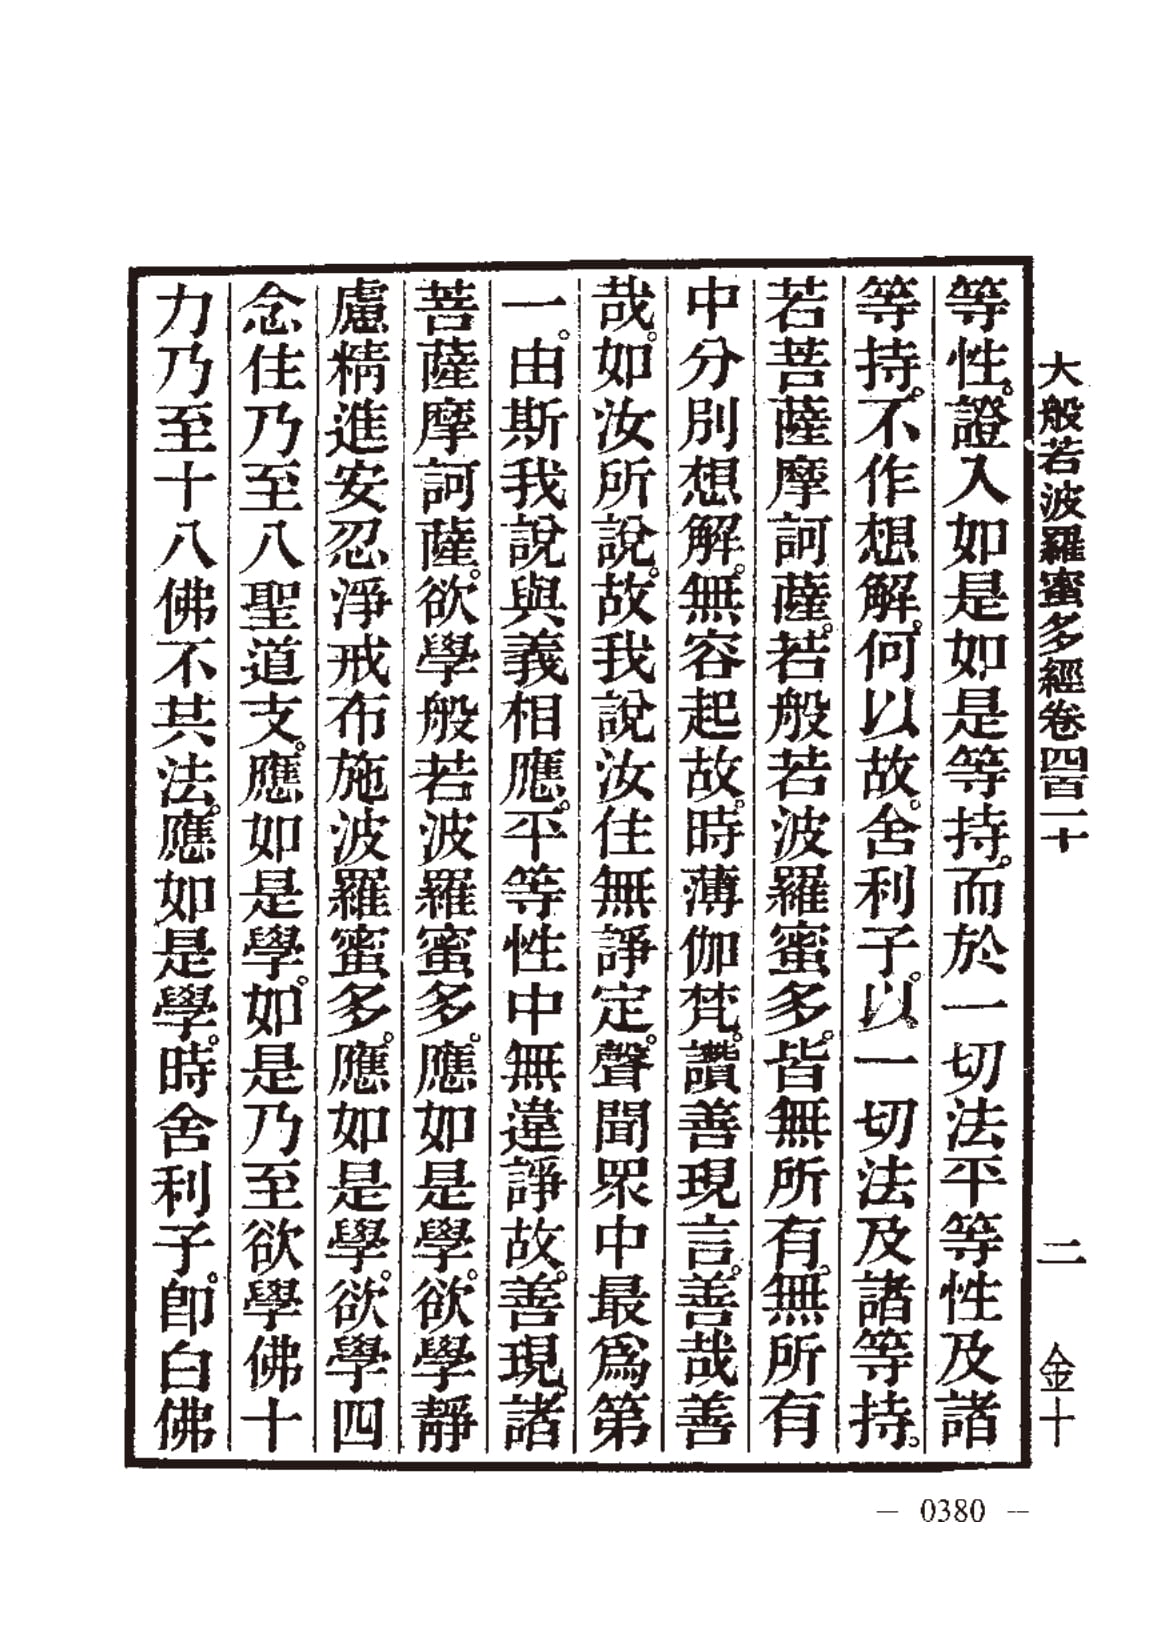 大般若波羅蜜多經卷四百一十 二 金十
等性。證入如是如是等持。而於一切法平等性及諸
等持。不作想解。何以故。舍利子。以一切法及諸等持。
若菩薩摩訶薩。若般若波羅蜜多。皆無所有。無所有
中分別想解。無容起故。時薄伽梵。讚善現言。善哉善
哉。如汝所說。故我說汝住無諍定。聲聞眾中最為第
一。由斯我說與義相應。平等性中無違諍故。善現。諸
菩薩摩訶薩。欲學般若波羅蜜多。應如是學。欲學靜
慮精進安忍淨戒布施波羅蜜多。應如是學。欲學四
念住乃至八聖道支。應如是學。如是乃至欲學佛十
力乃至十八佛不共法。應如是學。時舍利子。即白佛
— 0380 —